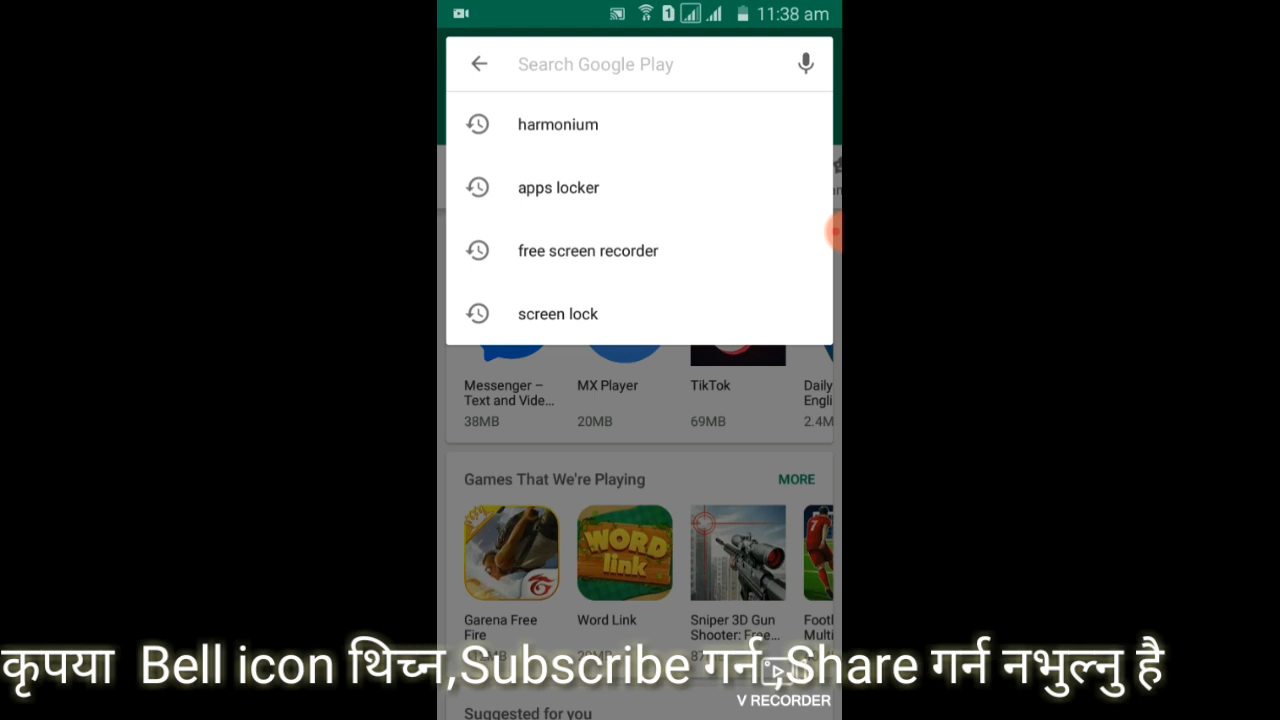 11:38 am
Search Google Play
harmonium
apps locker
free screen recorder
screen lock
Messenger – Text and Vide...
MX Player
TikTok
Daily Engli
38MB
20MB
69MB
2.4M
Games That We're Playing
MORE
WORD link
7
Garena Free Fire
Word Link
Sniper 3D Gun Shooter: Free...
Footl Multi
कृपया Bell icon थिच्न,Subscribe गर्न ,Share गर्न नभुल्नु है
V RECORDER
Suggested for you